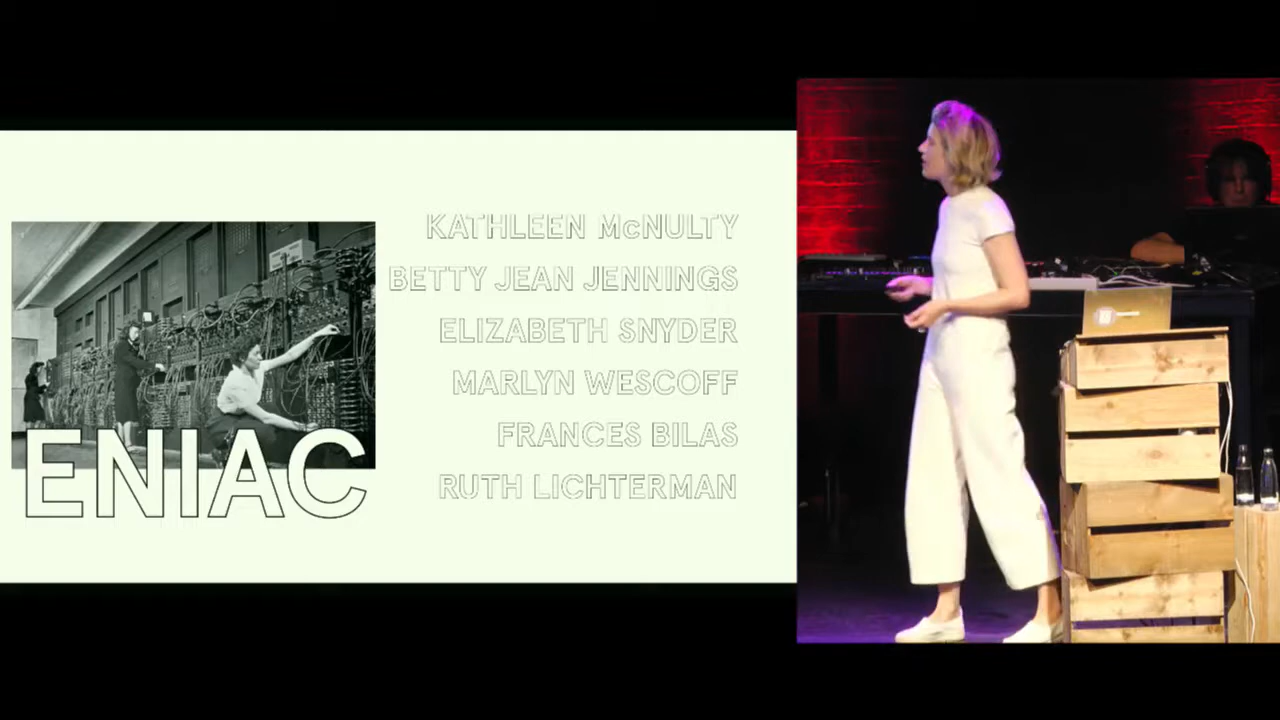 ENIAC
KATHLEEN McNULTY
BETTY JEAN JENNINGS
ELIZABETH SNYDER
MARLYN WESCOFF
FRANCES BILAS
RUTH LICHTERMAN